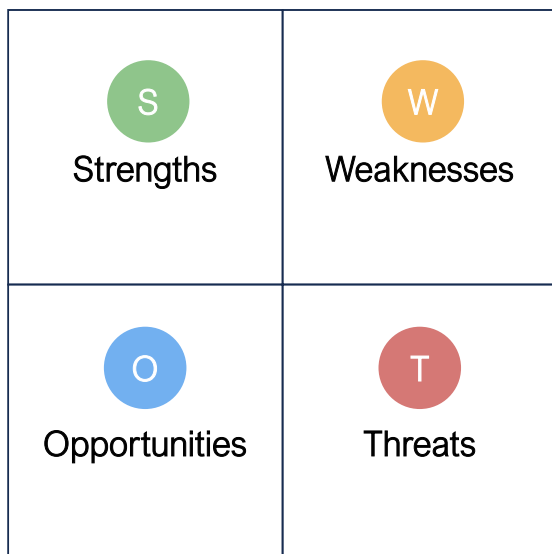 S
Strengths
W
Weaknesses
O
Opportunities
T
Threats